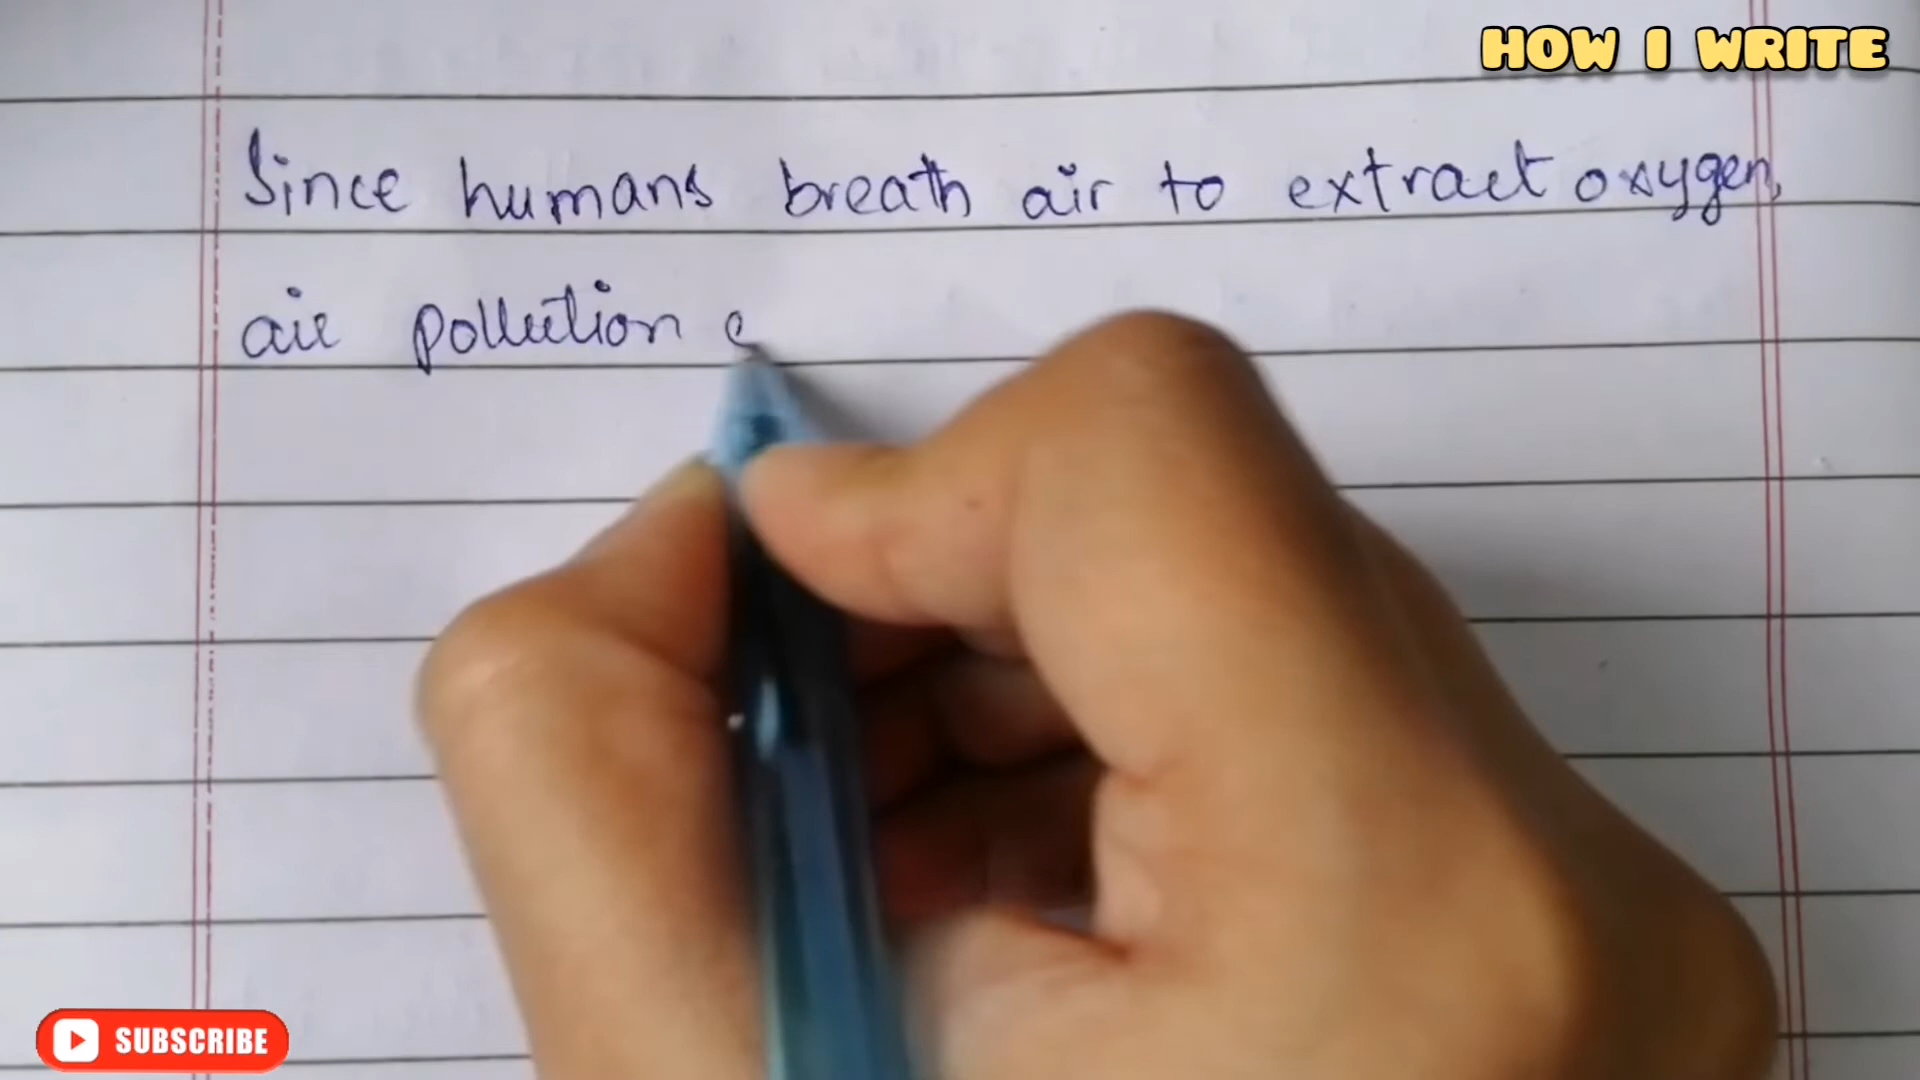 HOW I WRITE
Since humans breath air to extract oxygen,
air pollution
SUBSCRIBE